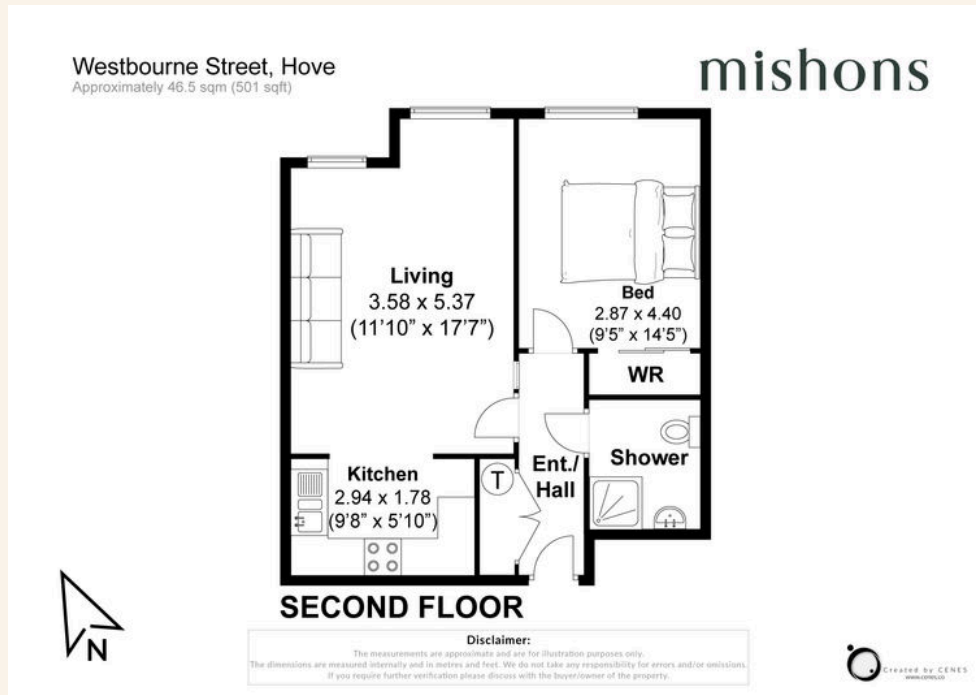 Westbourne Street, Hove
Approximately 46.5 sqm (501 sqft)
mishons
Living
3.58 x 5.37
(11'10" x 17'7")
Bed
2.87 x 4.40
(9'5" x 14'5")
WR
Kitchen
2.94 x 1.78
(9'8" x 5'10")
T
Ent./
Hall
Shower
SECOND FLOOR
N
Disclaimer:
The measurements are approximate and are for illustration purposes only.
The dimensions are measured internally and in metres and feet. We do not take any responsibility for errors and/or omissions.
If you require further verification please discuss with the buyer/owner of the property.
Created by CENES
www.cenes.co